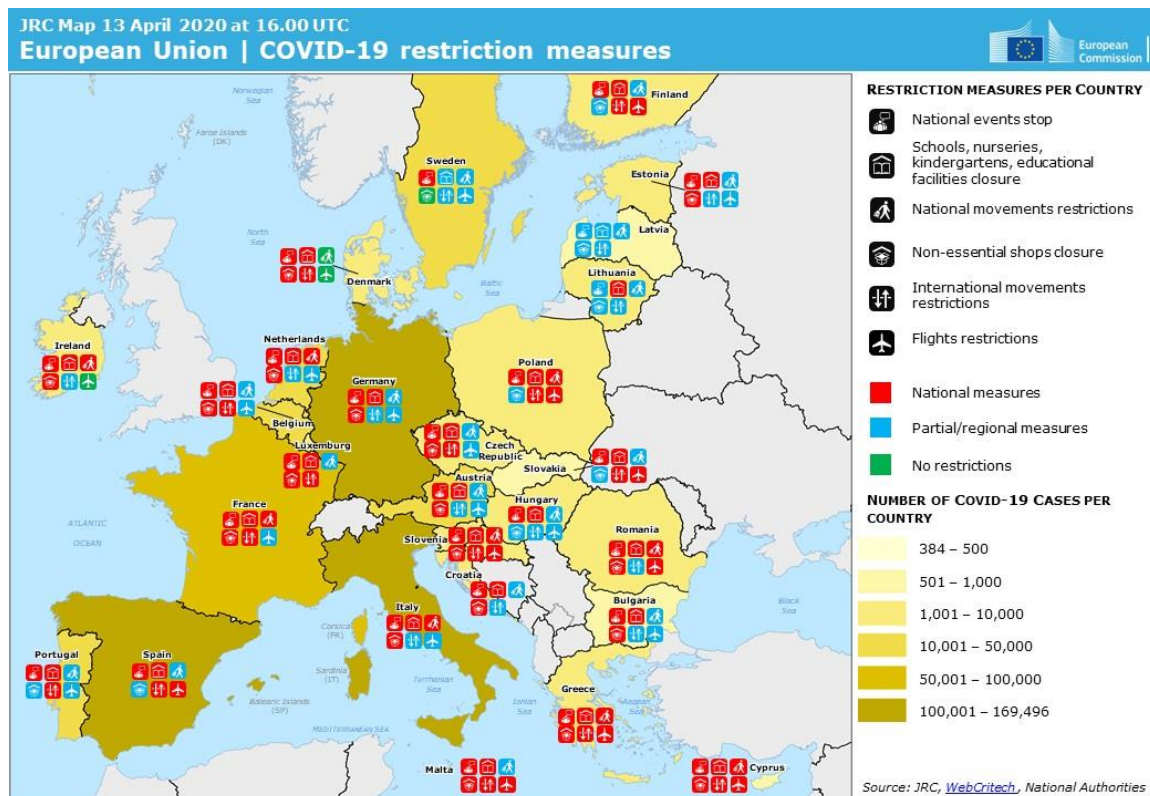 JRC Map 13 April 2020 at 16.00 UTC
European Union | COVID-19 restriction measures
European
Commission
Norwegian
Sea
Faroe Islands
(DK)
Finland
Sweden
Estonia
North
Sea
Latvia
Denmark
Baltic
Sea
Lithuania
Ireland
Netherlands
Germany
Poland
Belgium
Luxemburg
Czech
Republic
Slovakia
ATLANTIC
OCEAN
France
Austria
Hungary
Slovenia
Romania
Croatia
Black
Sea
Italy
Bulgaria
Corsica
(FR)
Portugal
Spain
Sardinia
(IT)
Balearic Islands
(SP)
Tyrrhenian
Sea
Ionian
Sea
Greece
Aegean
Sea
MEDITERRANEAN SEA
Malta
Cyprus
RESTRICTION MEASURES PER COUNTRY
National events stop
Schools, nurseries,
kindergartens, educational
facilities closure
National movements restrictions
Non-essential shops closure
International movements
restrictions
Flights restrictions
National measures
Partial/regional measures
No restrictions
NUMBER OF COVID-19 CASES PER
COUNTRY
384 – 500
501 – 1,000
1,001 – 10,000
10,001 – 50,000
50,001 – 100,000
100,001 – 169,496
Source: JRC, WebCritech , National Authorities